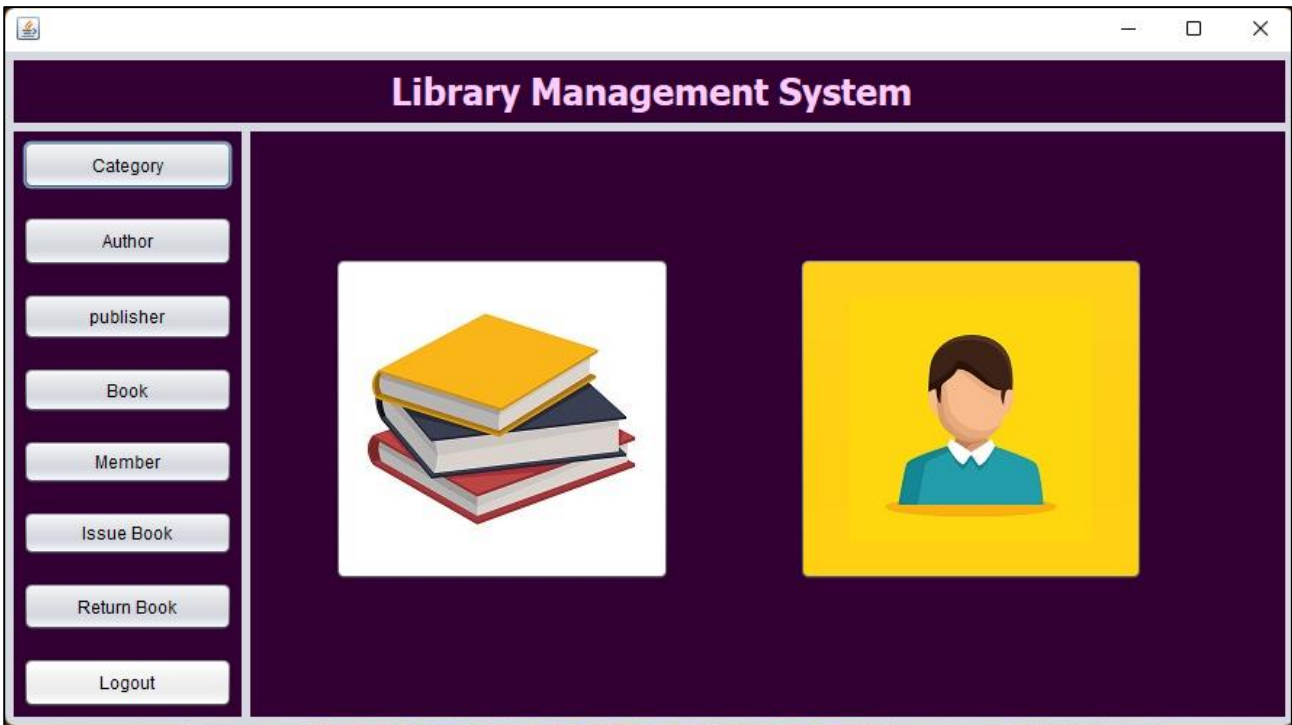 Library Management System
Category
Author
publisher
Book
Member
Issue Book
Return Book
Logout